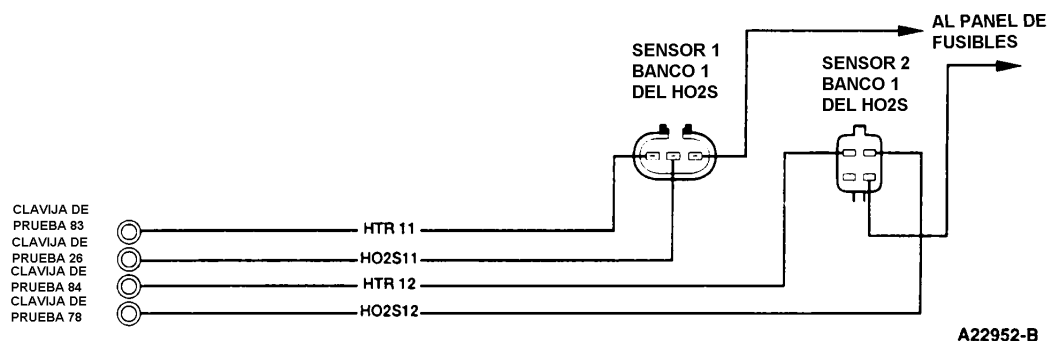 AL PANEL DE
FUSIBLES
SENSOR 1
BANCO 1
DEL HO2S
SENSOR 2
BANCO 1
DEL HO2S
CLAVIJA DE
PRUEBA 83
HTR 11
CLAVIJA DE
PRUEBA 26
HO2S11
CLAVIJA DE
PRUEBA 84
HTR 12
CLAVIJA DE
PRUEBA 78
HO2S12
A22952-B